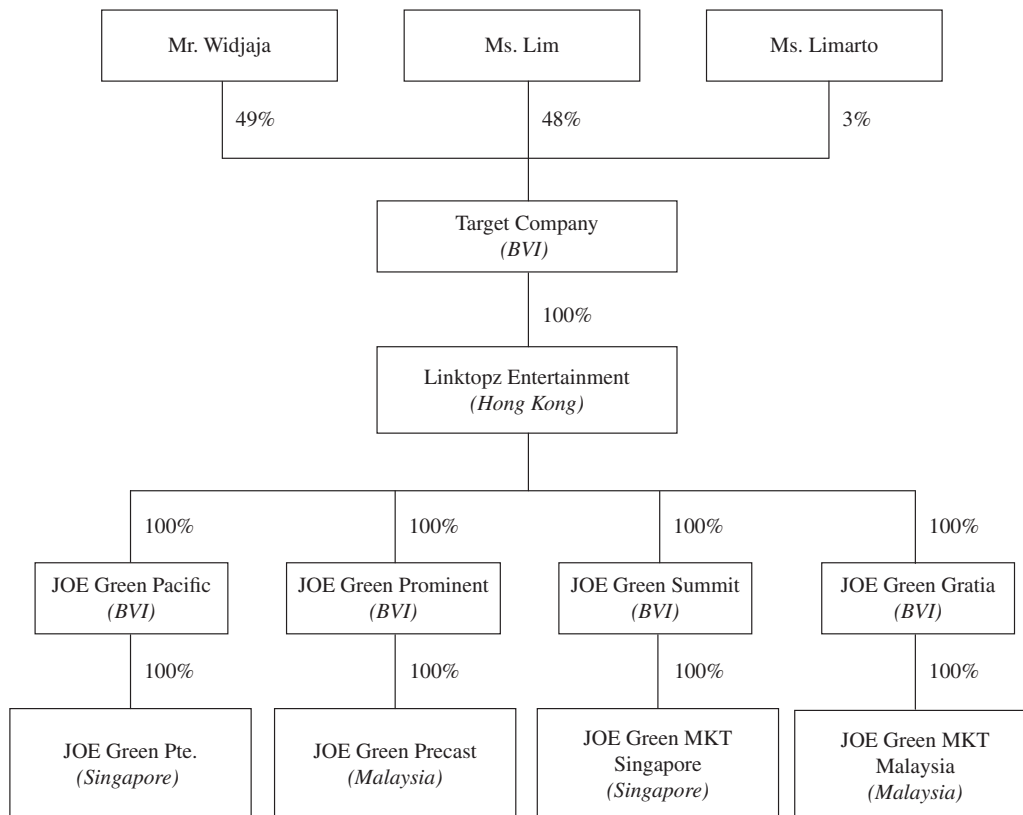 Mr. Widjaja
Ms. Lim
Ms. Limarto
49%
48%
3%
Target Company
(BVI)
100%
Linktopz Entertainment
(Hong Kong)
100%
100%
100%
100%
JOE Green Pacific
(BVI)
JOE Green Prominent
(BVI)
JOE Green Summit
(BVI)
JOE Green Gratia
(BVI)
100%
100%
100%
100%
JOE Green Pte.
(Singapore)
JOE Green Precast
(Malaysia)
JOE Green MKT
Singapore
(Singapore)
JOE Green MKT
Malaysia
(Malaysia)